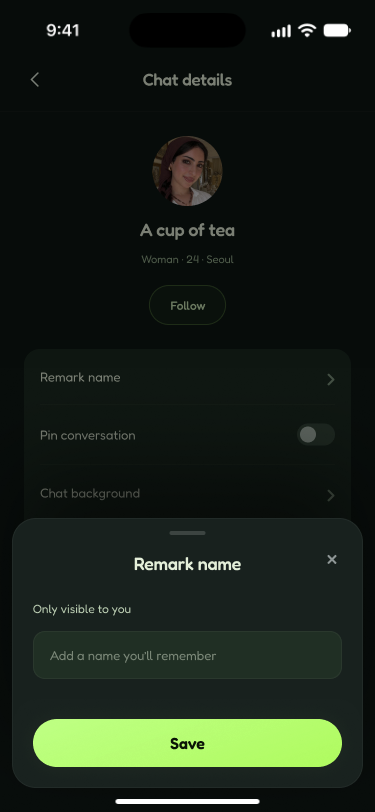 9:41
Chat details
A cup of tea
Woman · 24 · Seoul
Follow
Remark name
Pin conversation
Chat background
Remark name
Only visible to you
Add a name you'll remember
Save